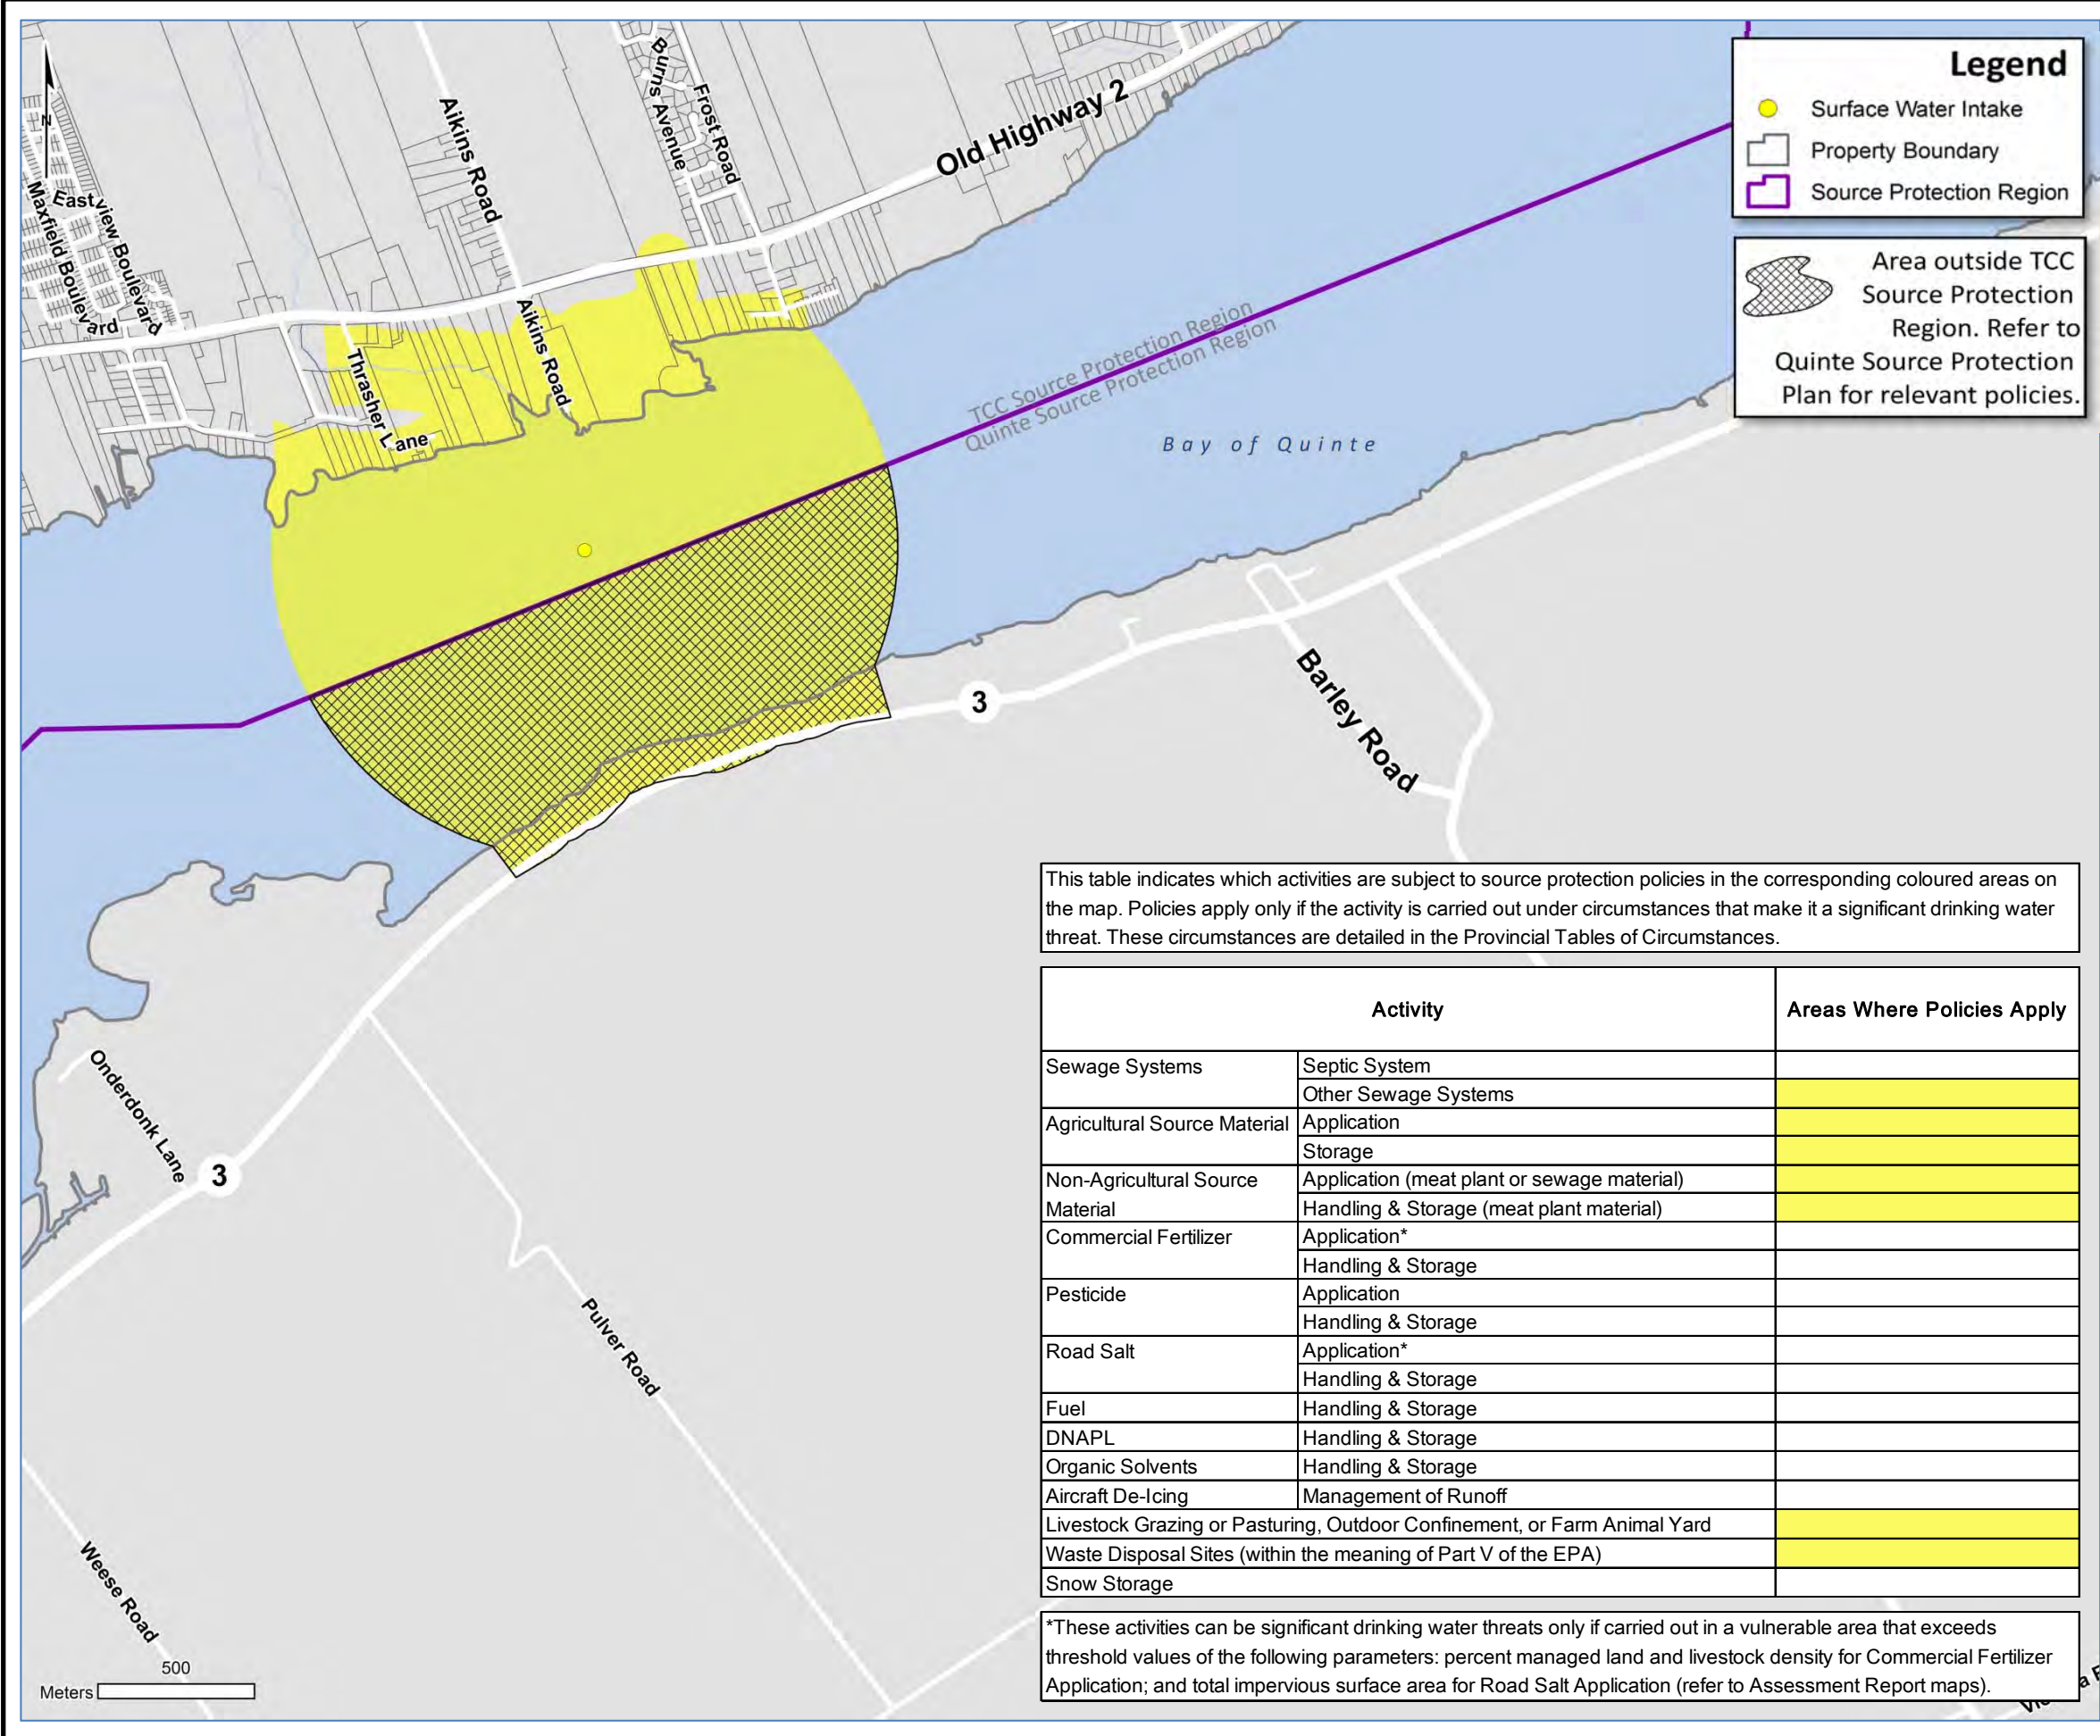 Legend
Surface Water Intake
Property Boundary
Source Protection Region
Area outside TCC
Source Protection
Region. Refer to
Quinte Source Protection
Plan for relevant policies.
N
Burns Avenue
Frost Road
Aikins Road
Old Highway 2
Eastview Boulevard
Maxfield Boulevard
Aikins Road
Thrasher Lane
TCC Source Protection Region
Quinte Source Protection Region
Bay of Quinte
3
Barley Road
Onderdonk Lane
3
Pulver Road
Weese Road
500
Meters
This table indicates which activities are subject to source protection policies in the corresponding coloured areas on
the map. Policies apply only if the activity is carried out under circumstances that make it a significant drinking water
threat. These circumstances are detailed in the Provincial Tables of Circumstances.
Activity Areas Where Policies Apply
Sewage Systems Septic System
Other Sewage Systems
Agricultural Source Material Application
Storage
Non-Agricultural Source Application (meat plant or sewage material)
Material Handling & Storage (meat plant material)
Commercial Fertilizer Application*
Handling & Storage
Pesticide Application
Handling & Storage
Road Salt Application*
Handling & Storage
Fuel Handling & Storage
DNAPL Handling & Storage
Organic Solvents Handling & Storage
Aircraft De-Icing Management of Runoff
Livestock Grazing or Pasturing, Outdoor Confinement, or Farm Animal Yard
Waste Disposal Sites (within the meaning of Part V of the EPA)
Snow Storage
*These activities can be significant drinking water threats only if carried out in a vulnerable area that exceeds
threshold values of the following parameters: percent managed land and livestock density for Commercial Fertilizer
Application; and total impervious surface area for Road Salt Application (refer to Assessment Report maps).